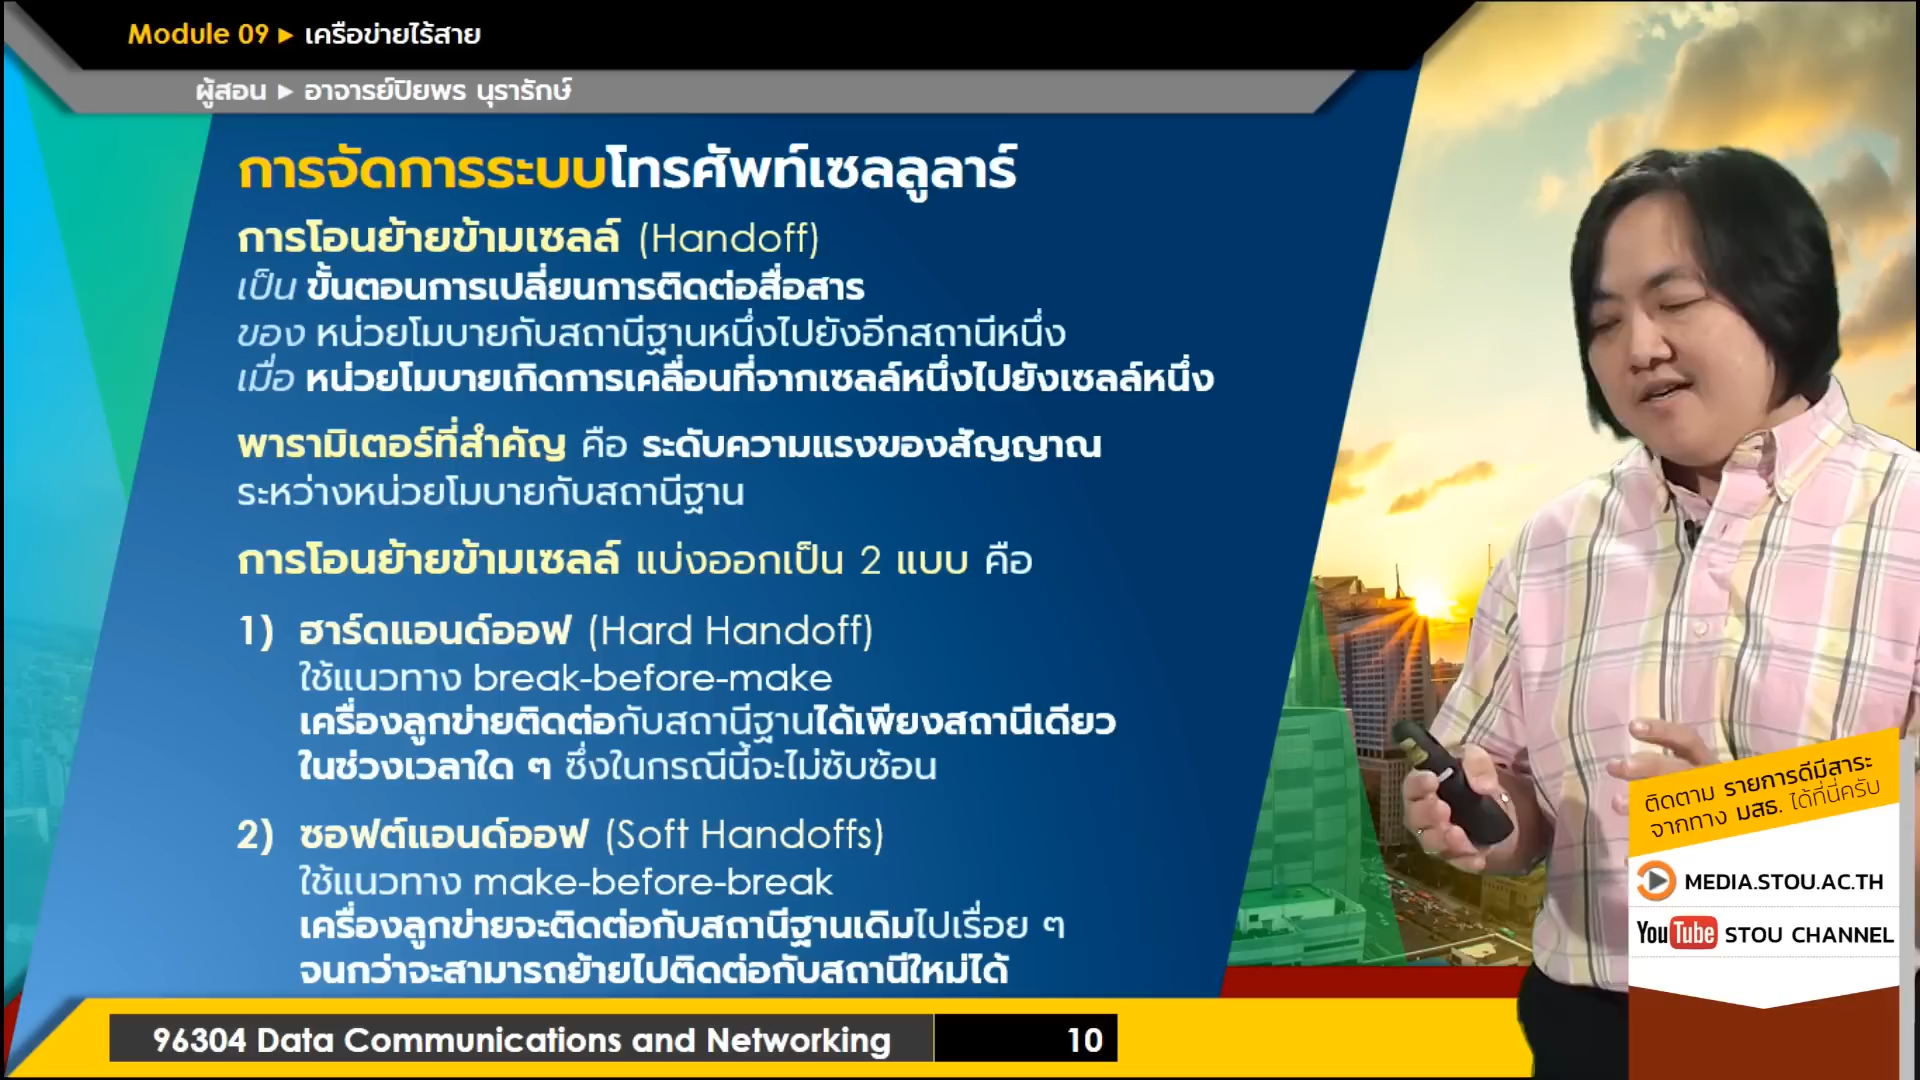 Module 09 ▸ เครือข่ายไร้สาย
ผู้สอน ▸ อาจารย์ปิยพร นุรารักษ์
การจัดการระบบโทรศัพท์เซลลูลาร์
การโอนย้ายข้ามเซลล์ (Handoff)
เป็น ขั้นตอนการเปลี่ยนการติดต่อสื่อสาร
ของ หน่วยโมบายกับสถานีฐานหนึ่งไปยังอีกสถานีหนึ่ง
เมื่อ หน่วยโมบายเกิดการเคลื่อนที่จากเซลล์หนึ่งไปยังเซลล์หนึ่ง
พารามิเตอร์ที่สำคัญ คือ ระดับความแรงของสัญญาณ
ระหว่างหน่วยโมบายกับสถานีฐาน
การโอนย้ายข้ามเซลล์ แบ่งออกเป็น 2 แบบ คือ
1) ฮาร์ดแอนด์ออฟ (Hard Handoff)
ใช้แนวทาง break-before-make
เครื่องลูกข่ายติดต่อกับสถานีฐานได้เพียงสถานีเดียว
ในช่วงเวลาใด ๆ ซึ่งในกรณีนี้จะไม่ซับซ้อน
2) ซอฟต์แอนด์ออฟ (Soft Handoffs)
ใช้แนวทาง make-before-break
เครื่องลูกข่ายจะติดต่อกับสถานีฐานเดิมไปเรื่อย ๆ
จนกว่าจะสามารถย้ายไปติดต่อกับสถานีใหม่ได้
ติดตาม รายการดีมีสาระ
จากทาง มสธ. ได้ที่นี่ครับ
MEDIA.STOU.AC.TH
YouTube STOU CHANNEL
96304 Data Communications and Networking
10